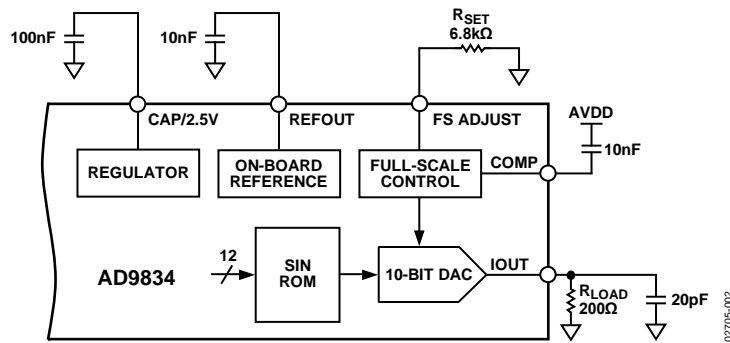 100nF
10nF
RSET
6.8kΩ
CAP/2.5V
REFOUT
FS ADJUST
AVDD
REGULATOR
ON-BOARD
REFERENCE
FULL-SCALE
CONTROL
COMP
10nF
AD9834
12
SIN
ROM
10-BIT DAC
IOUT
RLOAD
200Ω
20pF
02705-002